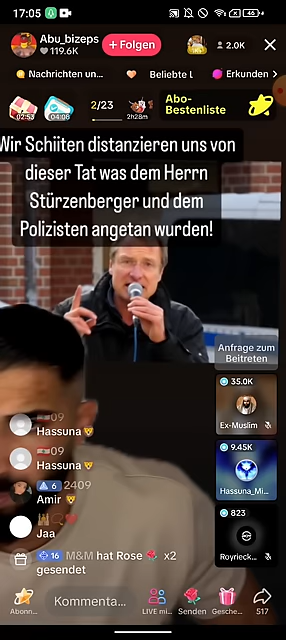 17:05
46
Abu_bizeps
119.6K
+ Folgen
2.0K
Nachrichten un...
Beliebte L
Erkunden
02:53
04:08
2/23
2h28m
Abo-
Bestenliste
Wir Schiiten distanzieren uns von
dieser Tat was dem Herrn
Stürzenberger und dem
Polizisten angetan wurden!
Anfrage zum
Beitreten
35.0K
Ex-Muslim
09
Hassuna
09
Hassuna
9.45K
Hassuna_Mi...
6 2409
Amir
Jaa
823
Royrieck...
16 M&M hat Rose x2
gesendet
Abonn...
Kommenta...
LIVE mi...
Senden
Gesche...
517